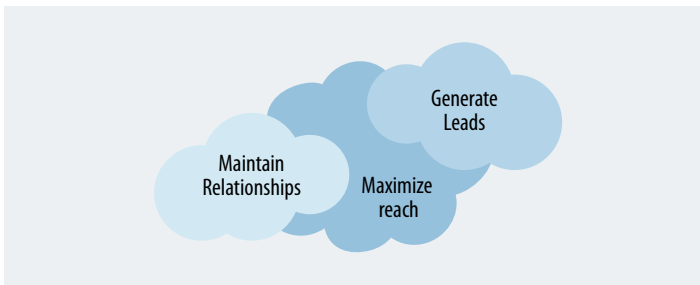 Generate
Leads
Maintain
Relationships
Maximize
reach